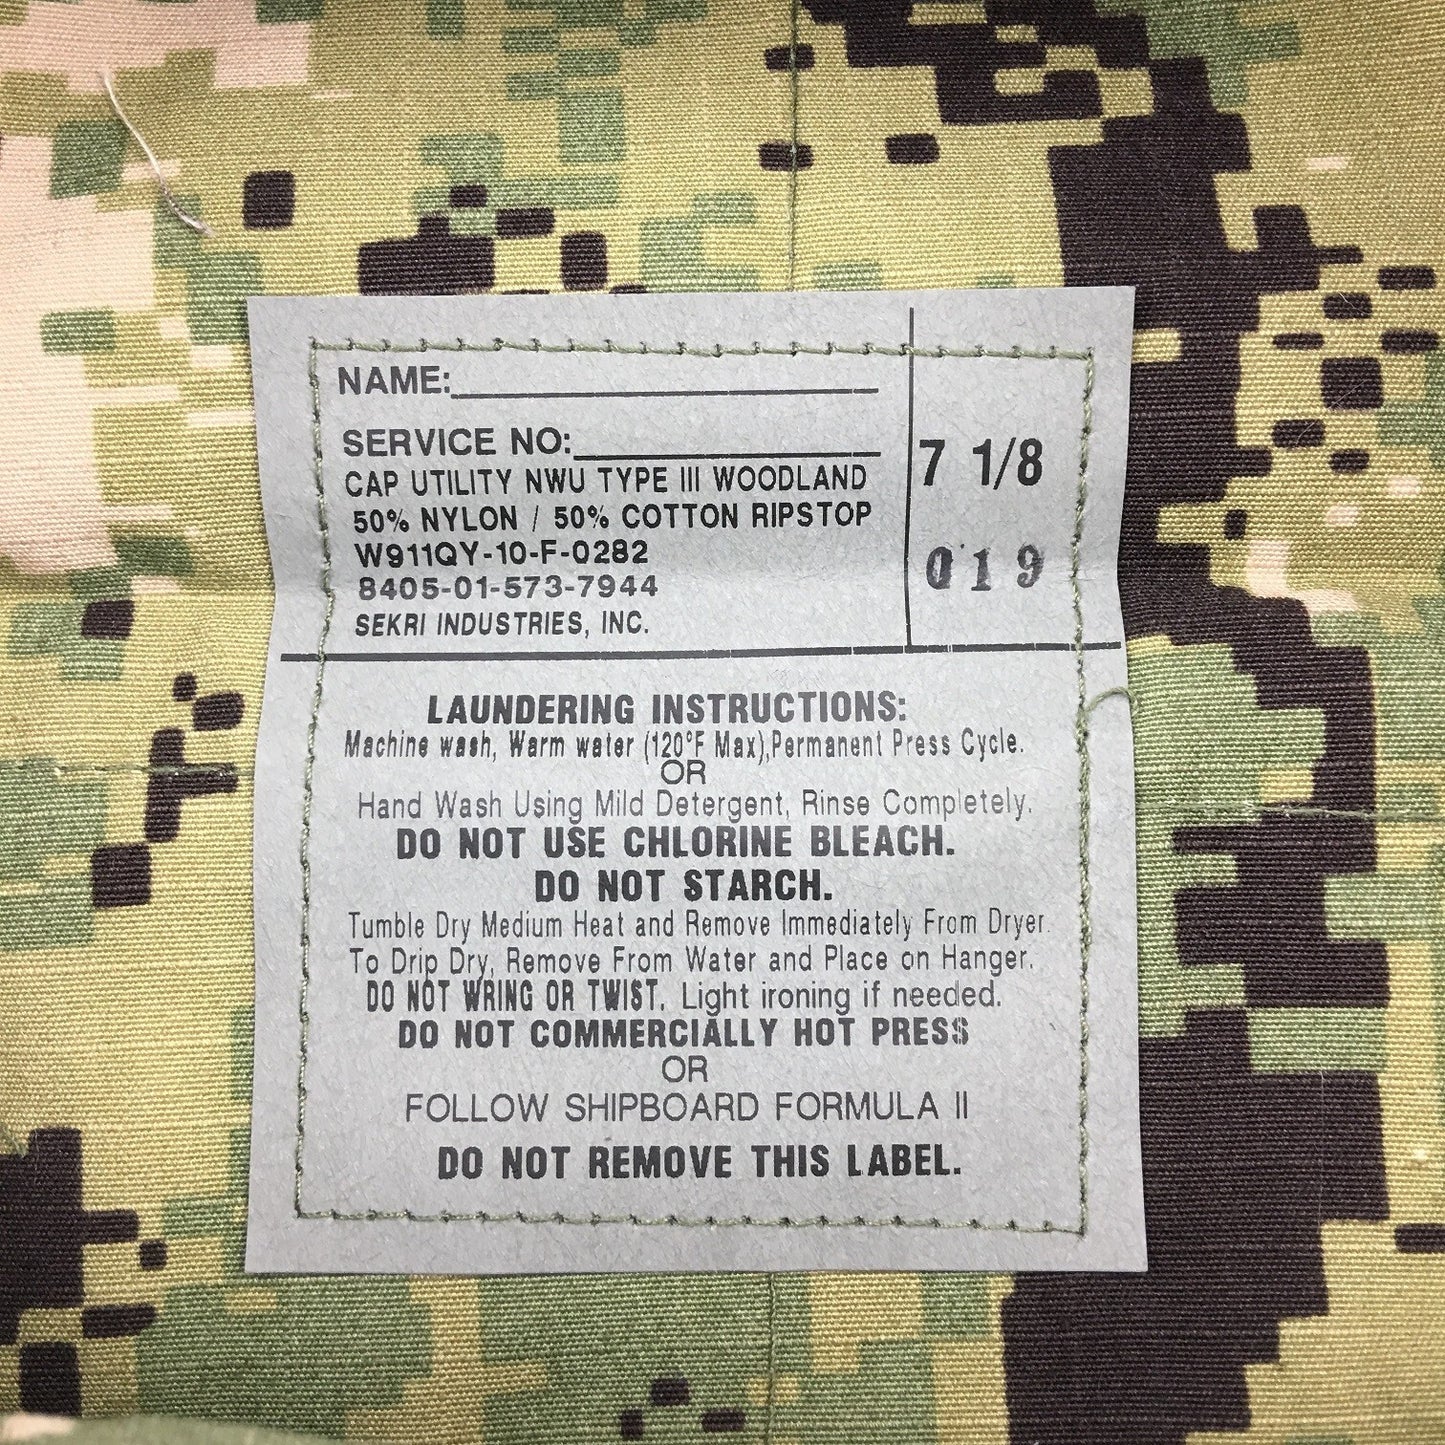 NAME:
SERVICE NO:
CAP UTILITY NWU TYPE III WOODLAND
50% NYLON / 50% COTTON RIPSTOP
W911QY-10-F-0282
8405-01-573-7944
SEKRI INDUSTRIES, INC.
7 1/8
019
LAUNDERING INSTRUCTIONS:
Machine wash, Warm water (120°F Max),Permanent Press Cycle.
OR
Hand Wash Using Mild Detergent, Rinse Completely.
DO NOT USE CHLORINE BLEACH.
DO NOT STARCH.
Tumble Dry Medium Heat and Remove Immediately From Dryer.
To Drip Dry, Remove From Water and Place on Hanger.
DO NOT WRING OR TWIST. Light ironing if needed.
DO NOT COMMERCIALLY HOT PRESS
OR
FOLLOW SHIPBOARD FORMULA II
DO NOT REMOVE THIS LABEL.